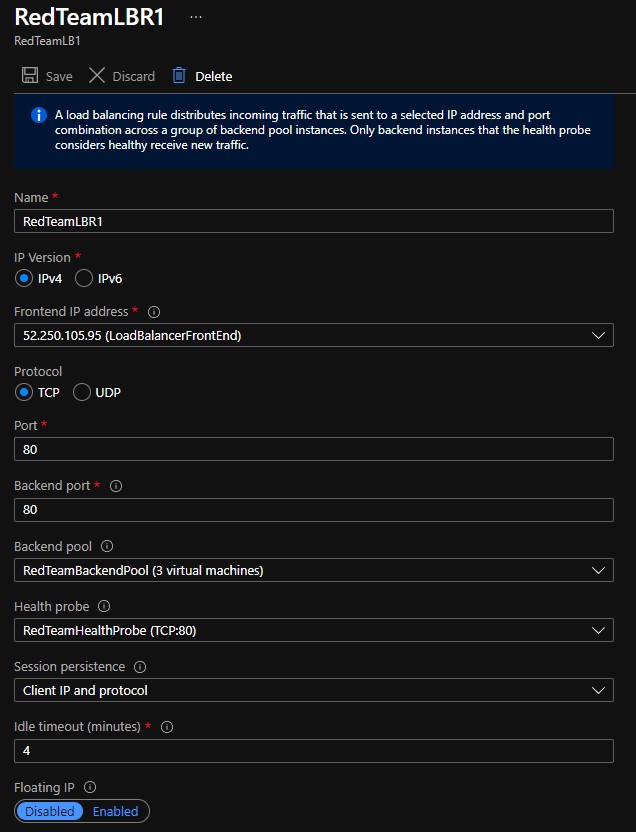 RedTeamLBR1 ...
RedTeamLB1
Save Discard Delete
A load balancing rule distributes incoming traffic that is sent to a selected IP address and port
combination across a group of backend pool instances. Only backend instances that the health probe
considers healthy receive new traffic.
Name *
RedTeamLBR1
IP Version *
IPv4 IPv6
Frontend IP address *
52.250.105.95 (LoadBalancerFrontEnd)
Protocol
TCP UDP
Port *
80
Backend port *
80
Backend pool
RedTeamBackendPool (3 virtual machines)
Health probe
RedTeamHealthProbe (TCP:80)
Session persistence
Client IP and protocol
Idle timeout (minutes) *
4
Floating IP
Disabled Enabled